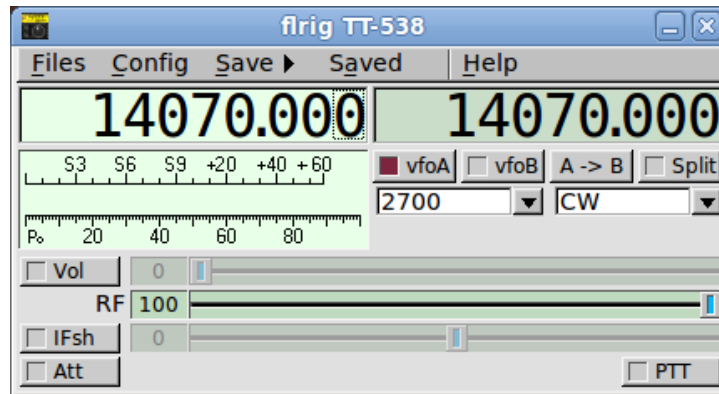 flrig TT-538
Files Config Save Saved Help
14070.000 14070.000
S3 S6 S9 +20 +40 +60
vfoA vfoB A -> B Split
2700 CW
Po 20 40 60 80
Vol 0
RF 100
IFsh 0
Att PTT